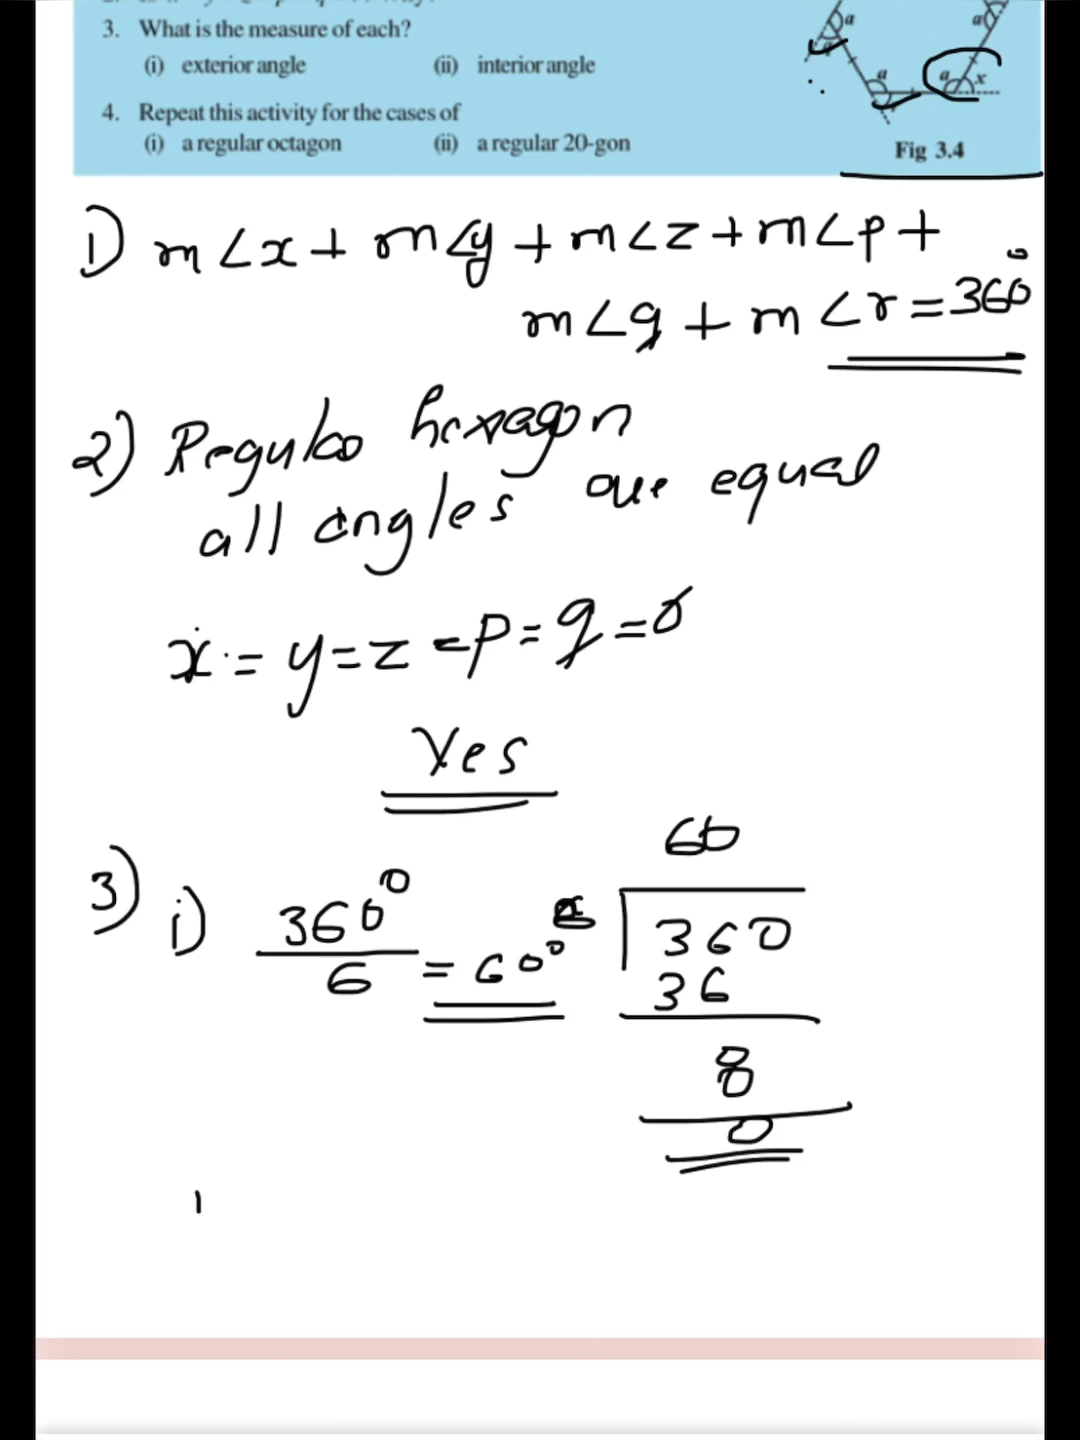 3. What is the measure of each?
(i) exterior angle (ii) interior angle
4. Repeat this activity for the cases of
(i) a regular octagon (ii) a regular 20-gon
a
a
a
a x
Fig 3.4
1) m∠x + m∠y + m∠z + m∠p +
m∠q + m∠r = 360°
2) Regular hexagon
all angles are equal
x = y = z = p = q = r
Yes
3) i) 360° / 6 = 60°
60
360
36
0
0